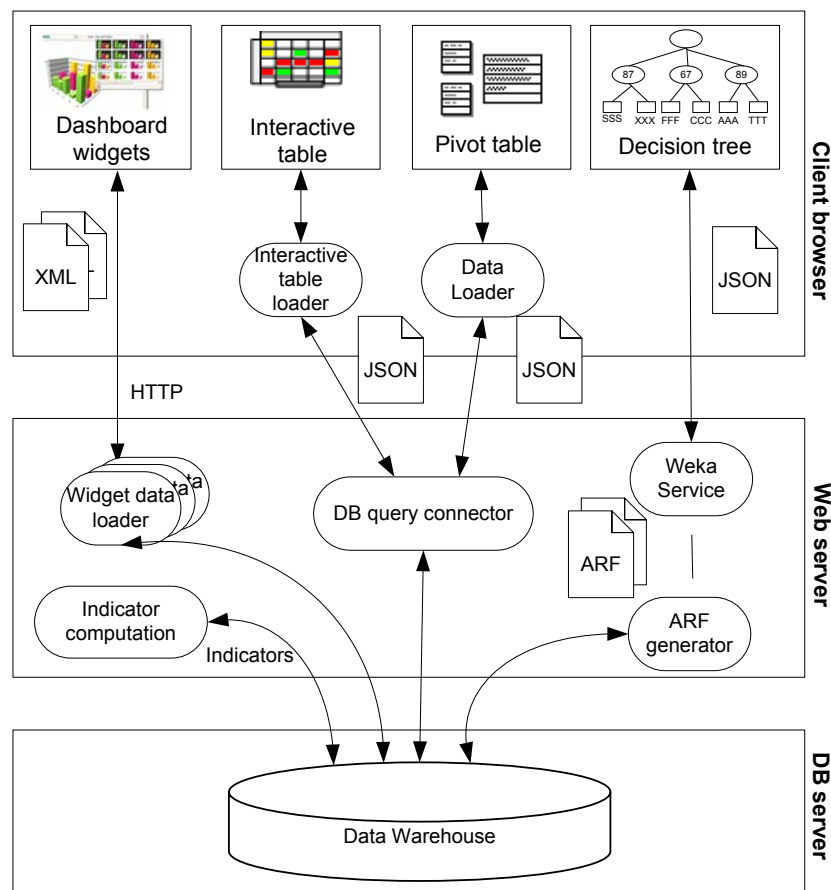 Dashboard
widgets
Interactive
table
Pivot table
87
67
89
SSS
XXX
FFF
CCC
AAA
TTT
Decision tree
Client browser
XML
Interactive
table
loader
Data
Loader
JSON
JSON
JSON
HTTP
Widget data
loader
ta
ta
DB query connector
Weka
Service
ARF
Web server
Indicator
computation
Indicators
ARF
generator
Data Warehouse
DB server